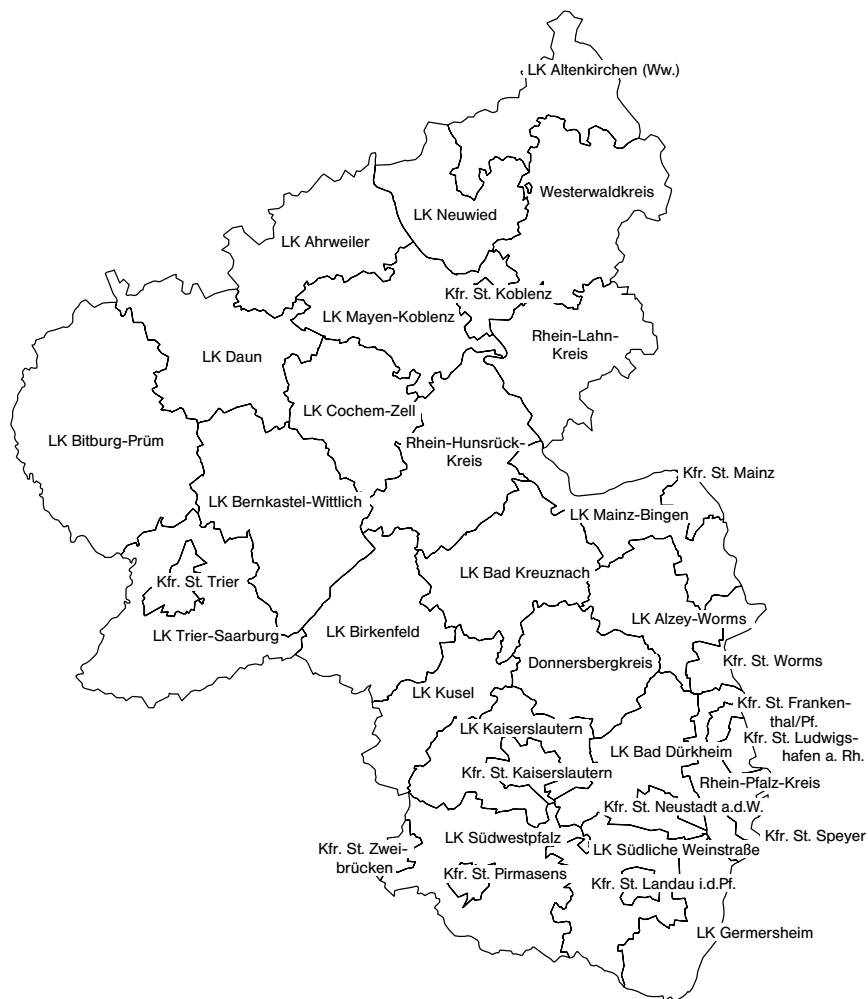 LK Altenkirchen (Ww.)
Westerwaldkreis
LK Neuwied
LK Ahrweiler
Kfr. St. Koblenz
LK Mayen-Koblenz
Rhein-Lahn-
Kreis
LK Daun
LK Cochem-Zell
LK Bitburg-Prüm
Rhein-Hunsrück-
Kreis
Kfr. St. Mainz
LK Bernkastel-Wittlich
LK Mainz-Bingen
LK Bad Kreuznach
Kfr. St. Trier
LK Alzey-Worms
LK Trier-Saarburg
LK Birkenfeld
Donnersbergkreis
Kfr. St. Worms
LK Kusel
Kfr. St. Franken-
thal/Pf.
LK Kaiserslautern
Kfr. St. Ludwigs-
hafen a. Rh.
LK Bad Dürkheim
Kfr. St. Kaiserslautern
Rhein-Pfalz-Kreis
Kfr. St. Neustadt a.d.W.
Kfr. St. Speyer
LK Südwestpfalz
Kfr. St. Zwei-
brücken
LK Südliche Weinstraße
Kfr. St. Pirmasens
Kfr. St. Landau i.d.Pf.
LK Germersheim